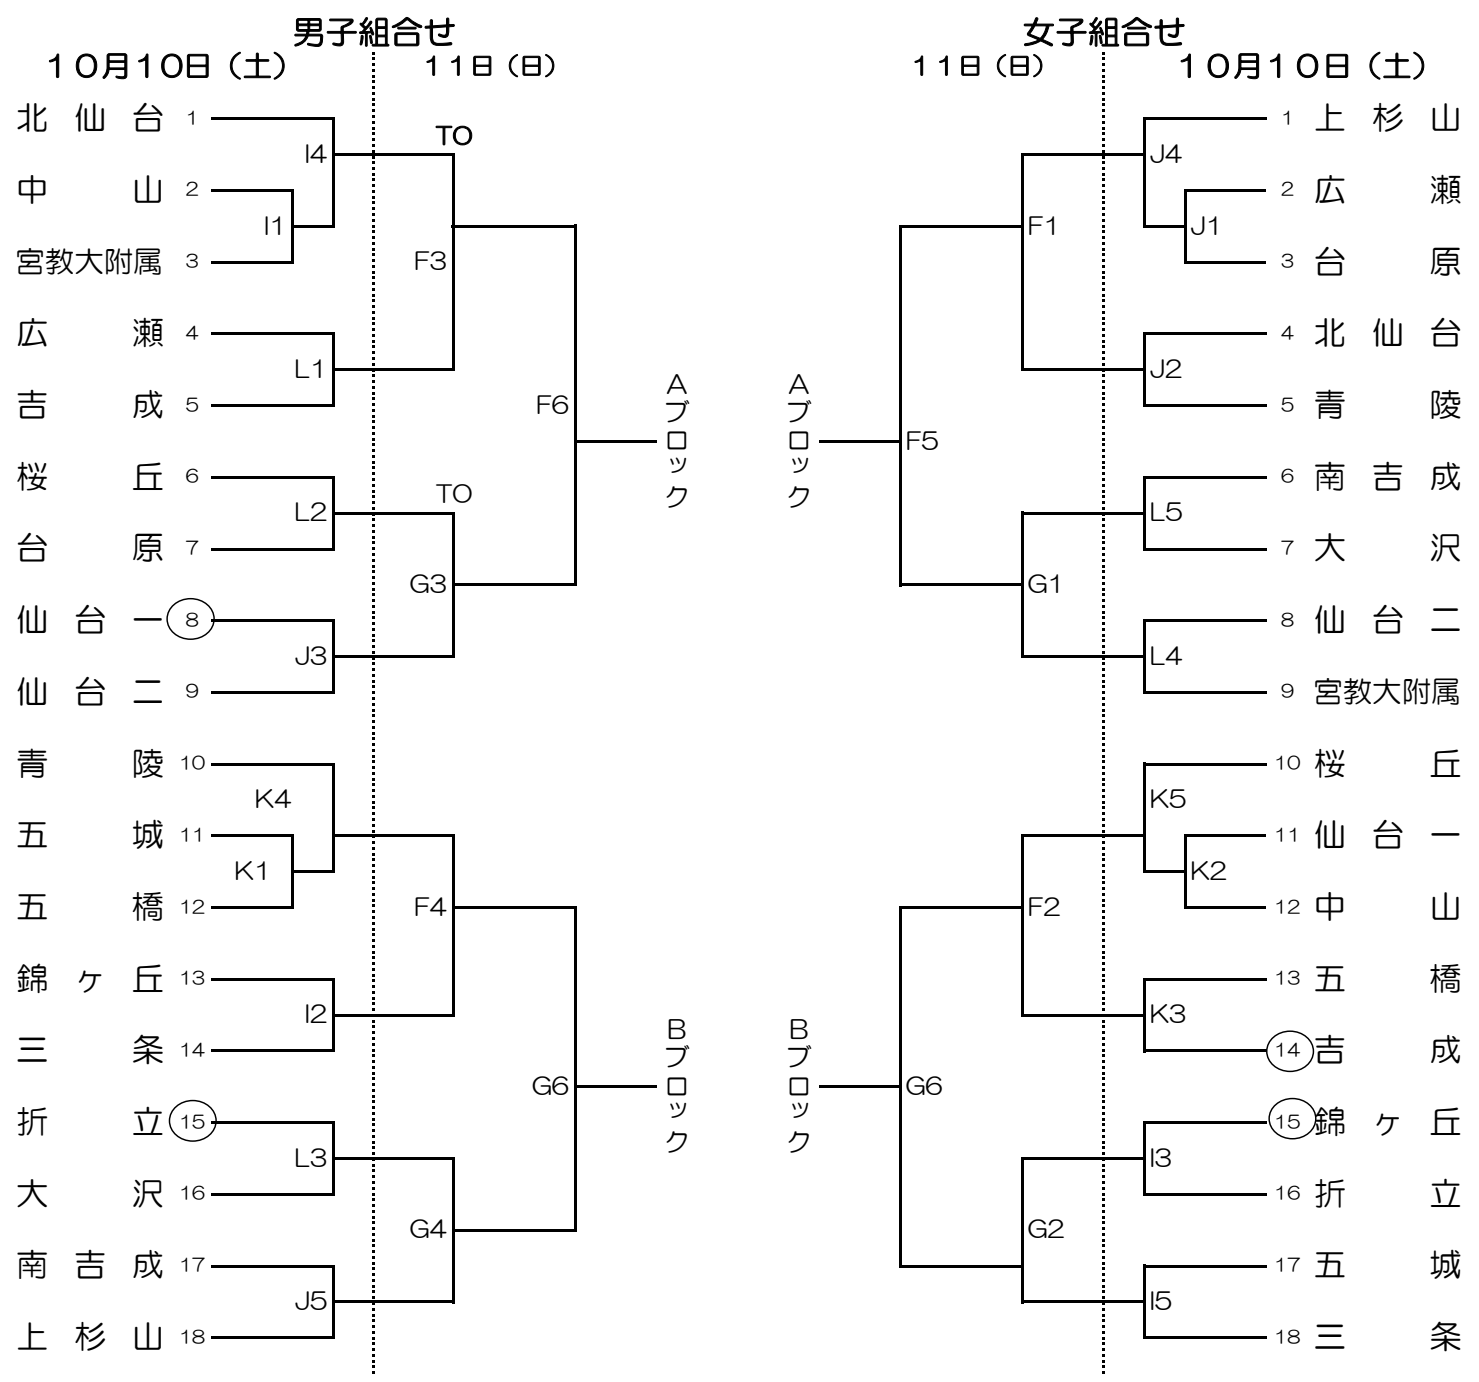 男子組合せ
10月10日（土） 11日（日）
北仙台 1
I4
TO
中山 2
I1
宮教大附属 3
F3
広瀬 4
L1
吉成 5
F6
Aブロック
桜丘 6
L2
TO
台原 7
G3
仙台一 8
J3
仙台二 9
青陵 10
K4
五城 11
K1
五橋 12
F4
錦ヶ丘 13
I2
三条 14
G6
Bブロック
折立 15
L3
大沢 16
G4
南吉成 17
J5
上杉山 18
女子組合せ
11日（日） 10月10日（土）
1 上杉山
J4
2 広瀬
F1
J1
3 台原
4 北仙台
J2
5 青陵
Aブロック
F5
6 南吉成
L5
7 大沢
G1
8 仙台二
L4
9 宮教大附属
10 桜丘
K5
11 仙台一
K2
12 中山
F2
13 五橋
K3
14 吉成
Bブロック
G6
15 錦ヶ丘
I3
16 折立
G2
17 五城
I5
18 三条